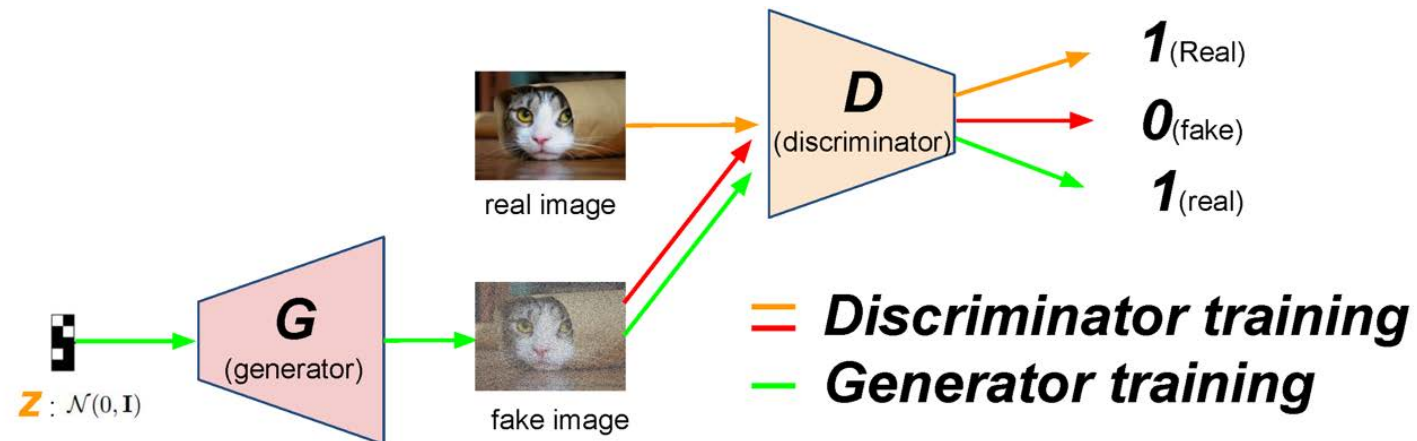 1(Real)
D
(discriminator)
0(fake)
real image
1(real)
G
(generator)
Discriminator training
Generator training
z : 𝒩(0, I)
fake image